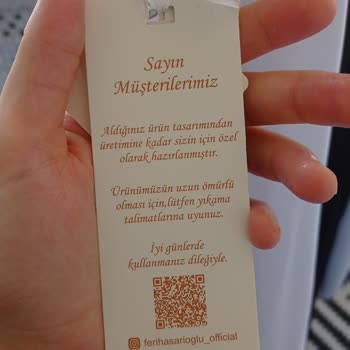 Sayın
Müşterilerimiz
Aldığınız ürün tasarımından
üretimine kadar sizin için özel
olarak hazırlanmıştır.
Ürünümüzün uzun ömürlü
olması için,lütfen yıkama
talimatlarına uyunuz.
İyi günlerde
kullanmanız dileğiyle.
ferihasarioglu_official